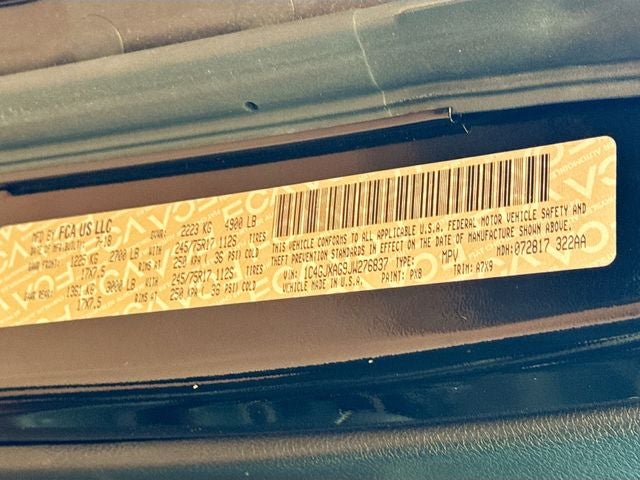 MFD BY FCA US LLC
DATE OF MFR/BUILT: 7-18 GVWR: 2223 KG 4900 LB
GAWR FRONT: 1225 KG 2700 LB WITH 245/75R17 112S TIRES
17X7.5 RIMS AT 250 KPA ( 36 PSI) COLD
GAWR REAR: 1361 KG 3000 LB WITH 245/75R17 112S TIRES
17X7.5 RIMS AT 250 KPA ( 36 PSI) COLD
THIS VEHICLE CONFORMS TO ALL APPLICABLE U.S.A. FEDERAL MOTOR VEHICLE SAFETY AND
THEFT PREVENTION STANDARDS IN EFFECT ON THE DATE OF MANUFACTURE SHOWN ABOVE.
VIN: 1C4GJXAG9JW276837 TYPE: MPV MDH: 072817 322AA
VEHICLE MADE IN U.S.A. PAINT: PX8 TRIM: A7X9